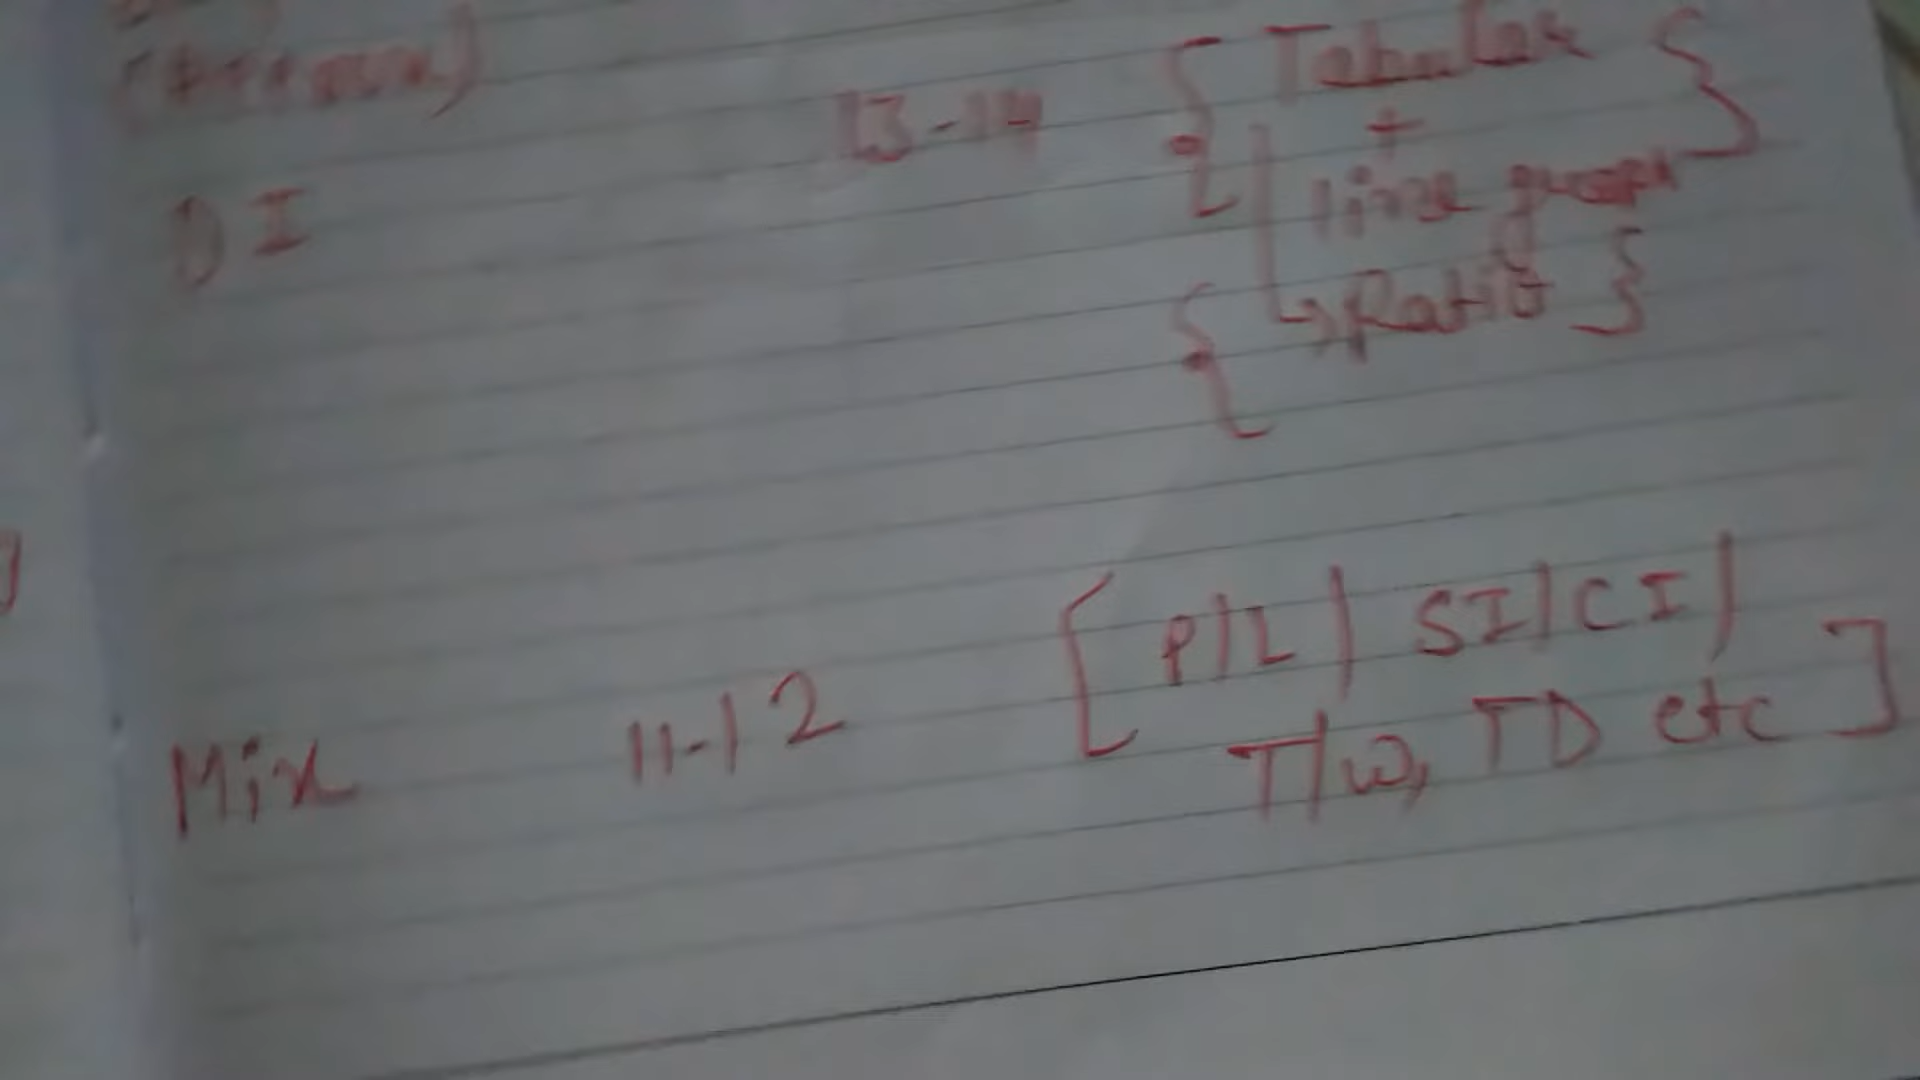 DI 13-14 { Tabular }
+
line graph
{ → Ratio }
Mix 11-12 [ P/L / SI/CI /
T/W, TD etc ]